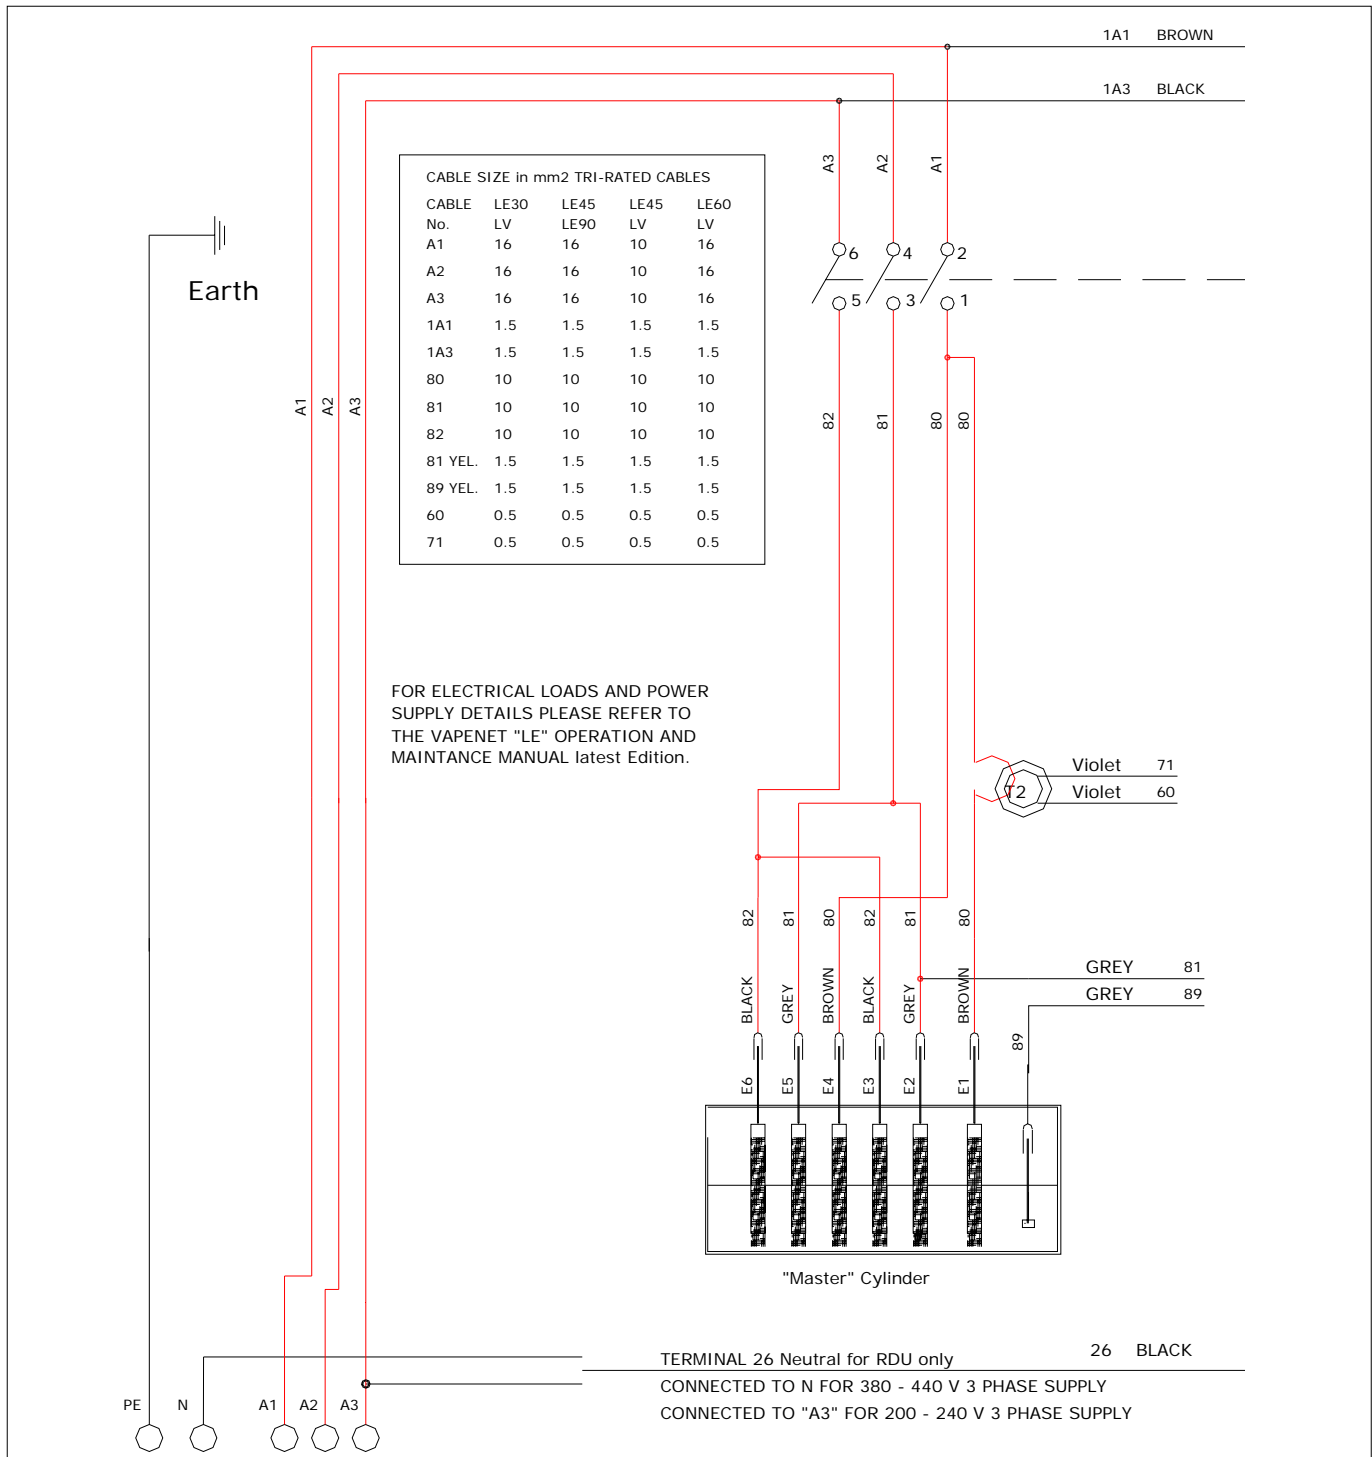 1A1 BROWN
1A3 BLACK
A3 A2 A1
CABLE SIZE in mm2 TRI-RATED CABLES
CABLE LE30 LE45 LE45 LE60
No. LV LE90 LV LV
A1 16 16 10 16
A2 16 16 10 16
A3 16 16 10 16
1A1 1.5 1.5 1.5 1.5
1A3 1.5 1.5 1.5 1.5
80 10 10 10 10
81 10 10 10 10
82 10 10 10 10
81 YEL. 1.5 1.5 1.5 1.5
89 YEL. 1.5 1.5 1.5 1.5
60 0.5 0.5 0.5 0.5
71 0.5 0.5 0.5 0.5
6 4 2
5 3 1
Earth
A1 A2 A3
82 81 80 80
FOR ELECTRICAL LOADS AND POWER
SUPPLY DETAILS PLEASE REFER TO
THE VAPENET "LE" OPERATION AND
MAINTANCE MANUAL latest Edition.
Violet 71
T2 Violet 60
82 81 80 82 81 80
GREY 81
GREY 89
BLACK GREY BROWN BLACK GREY BROWN
89
E6 E5 E4 E3 E2 E1
"Master" Cylinder
TERMINAL 26 Neutral for RDU only 26 BLACK
CONNECTED TO N FOR 380 - 440 V 3 PHASE SUPPLY
CONNECTED TO "A3" FOR 200 - 240 V 3 PHASE SUPPLY
PE N A1 A2 A3